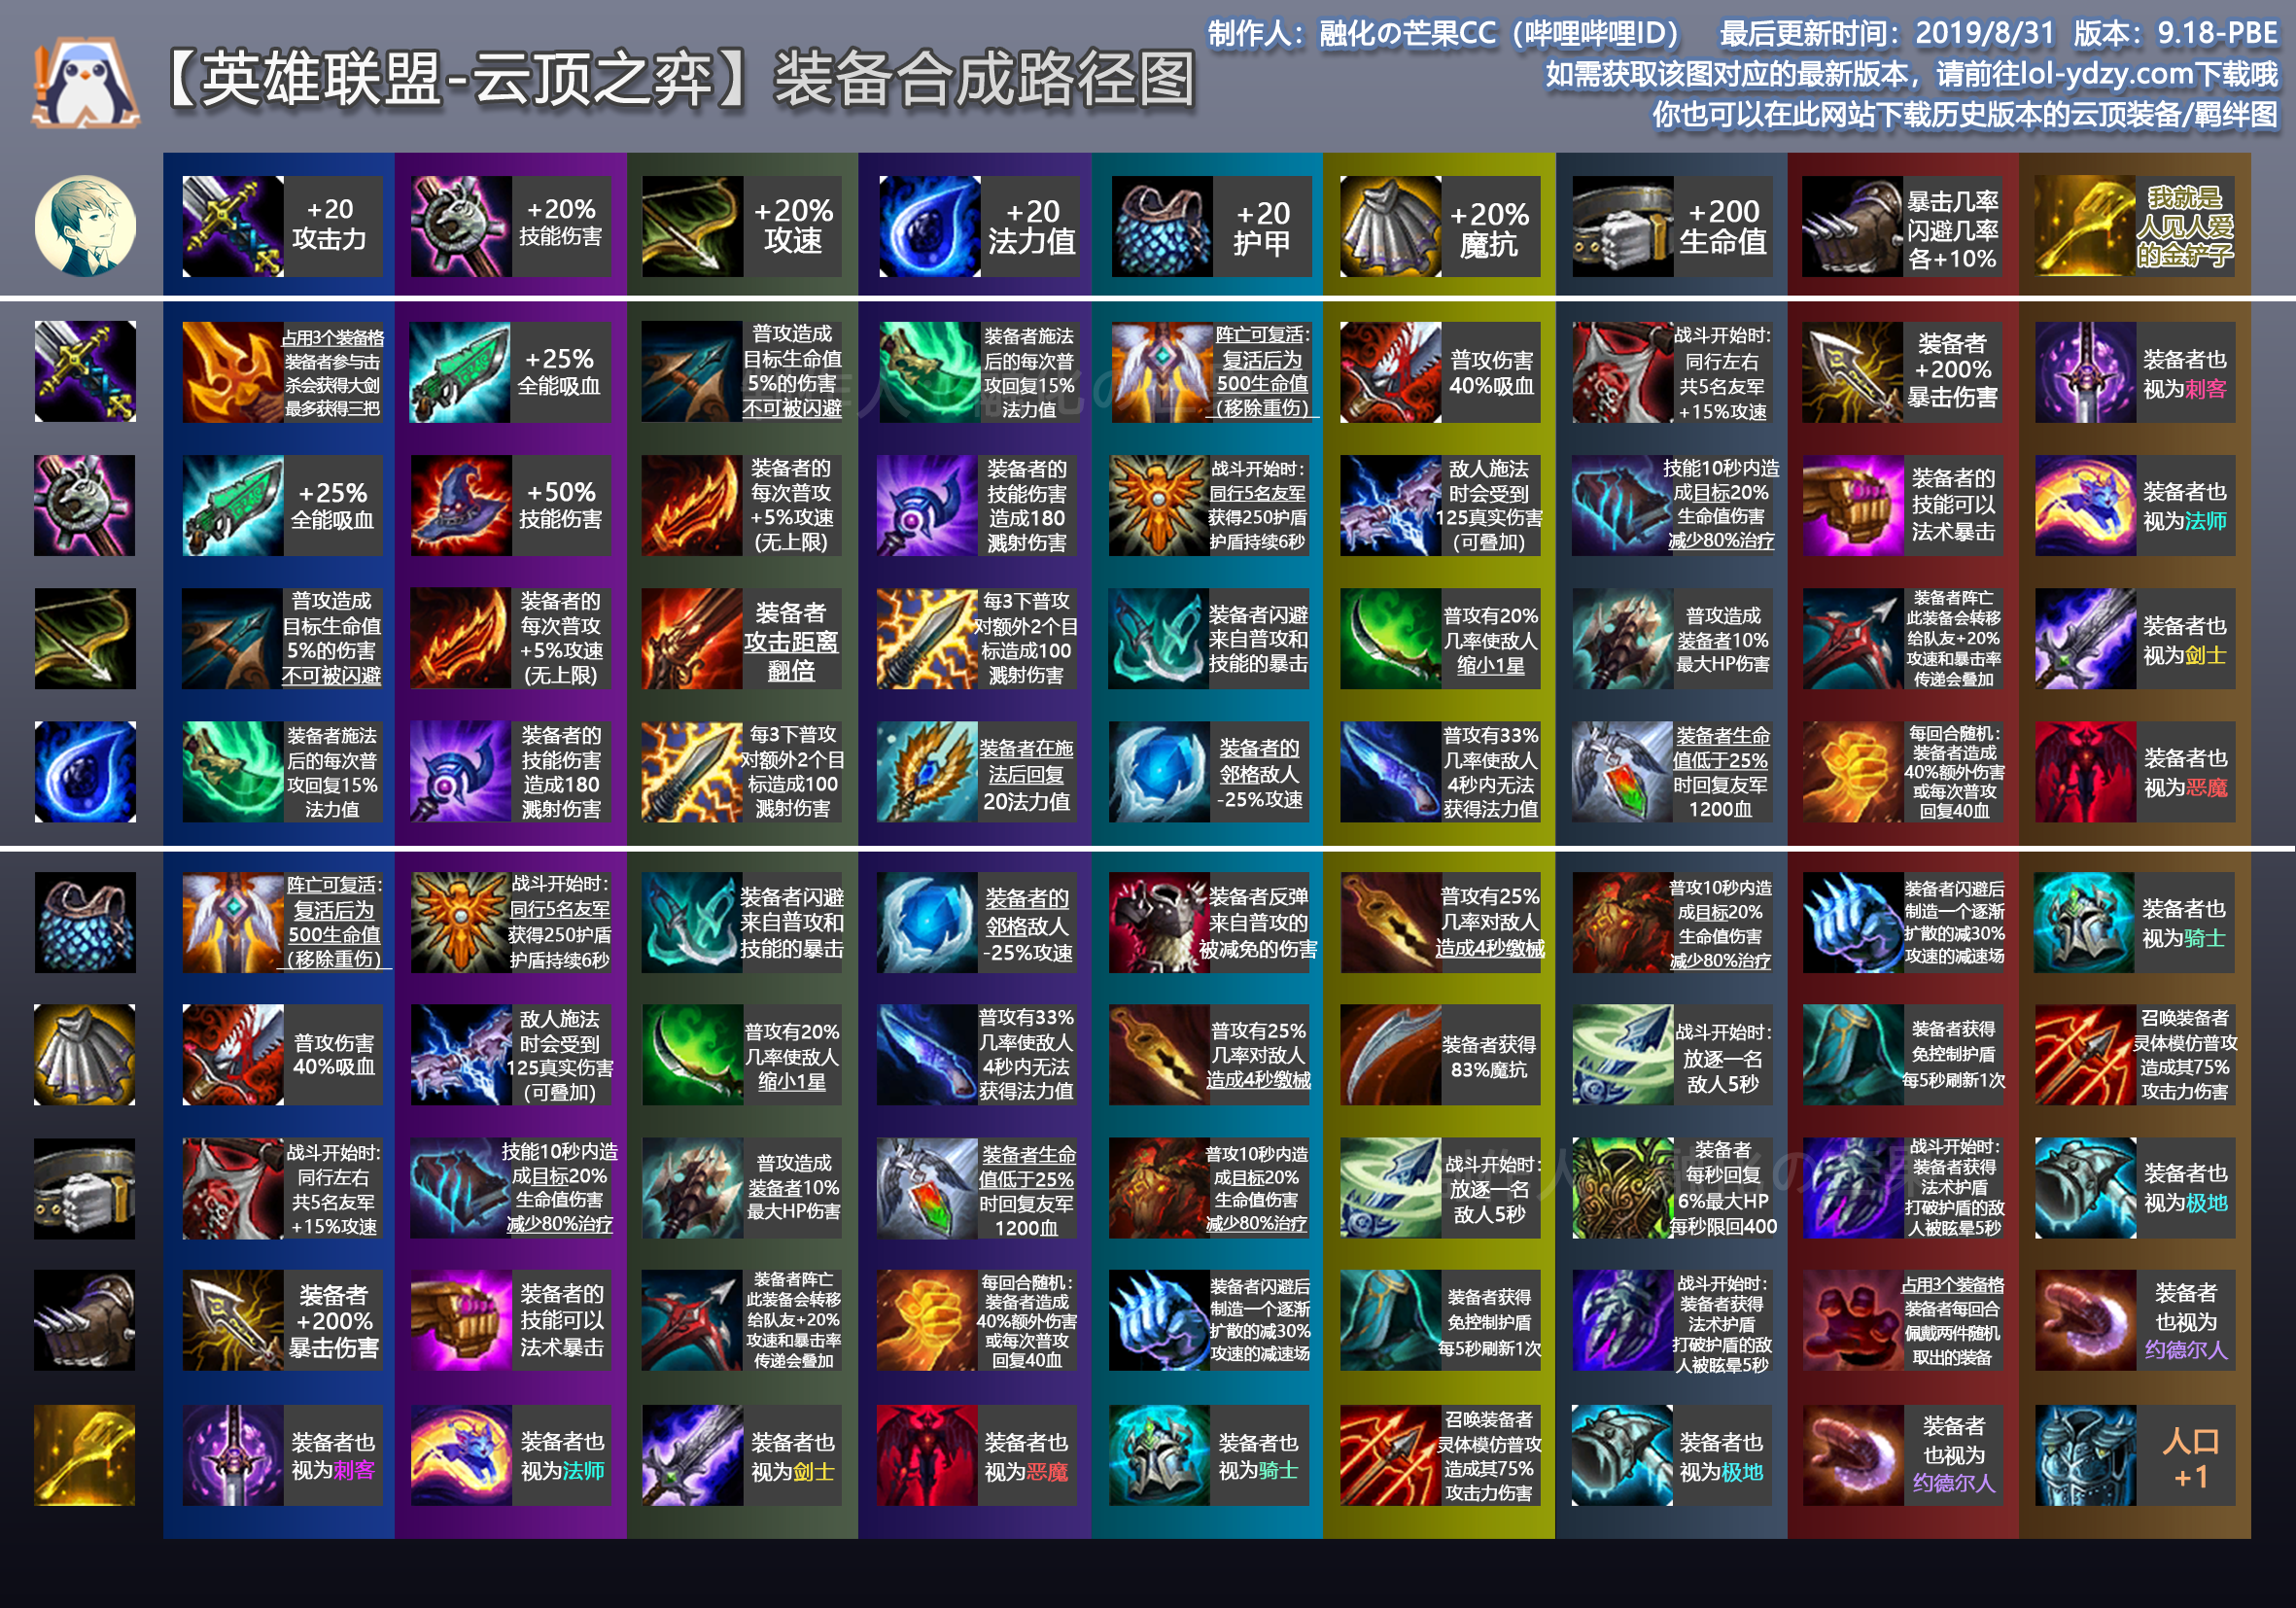 【英雄联盟-云顶之弈】装备合成路径图
制作人：融化の芒果CC（哔哩哔哩ID） 最后更新时间：2019/8/31 版本：9.18-PBE
如需获取该图对应的最新版本，请前往lol-ydzy.com下载哦
你也可以在此网站下载历史版本的云顶装备/羁绊图
+20
攻击力
+20%
技能伤害
+20%
攻速
+20
法力值
+20
护甲
+20%
魔抗
+200
生命值
暴击几率
闪避几率
各+10%
我就是
人见人爱
的金铲子
占用3个装备格
装备者参与击
杀会获得大剑
最多获得三把
+25%
全能吸血
普攻造成
目标生命值
5%的伤害
不可被闪避
装备者施法
后的每次普
攻回复15%
法力值
阵亡可复活：
复活后为
500生命值
（移除重伤）
普攻伤害
40%吸血
战斗开始时：
同行左右
共5名友军
+15%攻速
装备者
+200%
暴击伤害
装备者也
视为刺客
+25%
全能吸血
+50%
技能伤害
装备者的
每次普攻
+5%攻速
(无上限)
装备者的
技能伤害
造成180
溅射伤害
战斗开始时：
同行5名友军
获得250护盾
护盾持续6秒
敌人施法
时会受到
125真实伤害
(可叠加)
技能10秒内造
成目标20%
生命值伤害
减少80%治疗
装备者的
技能可以
法术暴击
装备者也
视为法师
普攻造成
目标生命值
5%的伤害
不可被闪避
装备者的
每次普攻
+5%攻速
(无上限)
装备者
攻击距离
翻倍
每3下普攻
对额外2个目
标造成100
溅射伤害
装备者闪避
来自普攻和
技能的暴击
普攻有20%
几率使敌人
缩小1星
普攻造成
装备者10%
最大HP伤害
装备者阵亡
此装备会转移
给队友+20%
攻速和暴击率
传递会叠加
装备者也
视为剑士
装备者施法
后的每次普
攻回复15%
法力值
装备者的
技能伤害
造成180
溅射伤害
每3下普攻
对额外2个目
标造成100
溅射伤害
装备者在施
法后回复
20法力值
装备者的
邻格敌人
-25%攻速
普攻有33%
几率使敌人
4秒内无法
获得法力值
装备者生命
值低于25%
时回复友军
1200血
每回合随机：
装备者造成
40%额外伤害
或每次普攻
回复40血
装备者也
视为恶魔
阵亡可复活：
复活后为
500生命值
（移除重伤）
战斗开始时：
同行5名友军
获得250护盾
护盾持续6秒
装备者闪避
来自普攻和
技能的暴击
装备者的
邻格敌人
-25%攻速
装备者反弹
来自普攻的
被减免的伤害
普攻有25%
几率对敌人
造成4秒缴械
普攻10秒内造
成目标20%
生命值伤害
减少80%治疗
装备者闪避后
制造一个逐渐
扩散的减30%
攻速的减速场
装备者也
视为骑士
普攻伤害
40%吸血
敌人施法
时会受到
125真实伤害
(可叠加)
普攻有20%
几率使敌人
缩小1星
普攻有33%
几率使敌人
4秒内无法
获得法力值
普攻有25%
几率对敌人
造成4秒缴械
装备者获得
83%魔抗
战斗开始时：
放逐一名
敌人5秒
装备者获得
免控制护盾
每5秒刷新1次
召唤装备者
灵体模仿普攻
造成其75%
攻击力伤害
战斗开始时：
同行左右
共5名友军
+15%攻速
技能10秒内造
成目标20%
生命值伤害
减少80%治疗
普攻造成
装备者10%
最大HP伤害
装备者生命
值低于25%
时回复友军
1200血
普攻10秒内造
成目标20%
生命值伤害
减少80%治疗
战斗开始时：
放逐一名
敌人5秒
装备者
每秒回复
6%最大HP
每秒限回400
战斗开始时：
装备者获得
法术护盾
打破护盾的敌
人被眩晕5秒
装备者也
视为极地
装备者
+200%
暴击伤害
装备者的
技能可以
法术暴击
装备者阵亡
此装备会转移
给队友+20%
攻速和暴击率
传递会叠加
每回合随机：
装备者造成
40%额外伤害
或每次普攻
回复40血
装备者闪避后
制造一个逐渐
扩散的减30%
攻速的减速场
装备者获得
免控制护盾
每5秒刷新1次
战斗开始时：
装备者获得
法术护盾
打破护盾的敌
人被眩晕5秒
占用3个装备格
装备者每回合
佩戴两件随机
取出的装备
装备者
也视为
约德尔人
装备者也
视为刺客
装备者也
视为法师
装备者也
视为剑士
装备者也
视为恶魔
装备者也
视为骑士
召唤装备者
灵体模仿普攻
造成其75%
攻击力伤害
装备者也
视为极地
装备者
也视为
约德尔人
人口
+1